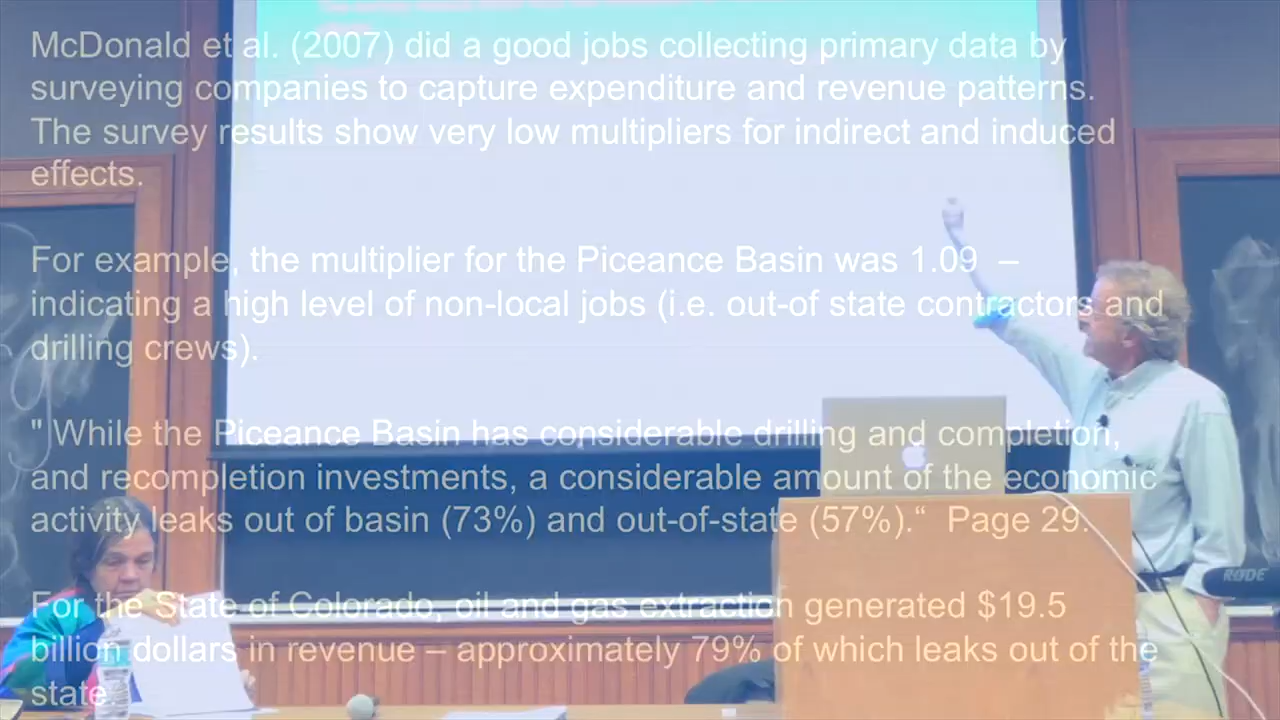 McDonald et al. (2007) did a good jobs collecting primary data by
surveying companies to capture expenditure and revenue patterns.
The survey results show very low multipliers for indirect and induced
effects.
For example, the multiplier for the Piceance Basin was 1.09 –
indicating a high level of non-local jobs (i.e. out-of state contractors and
drilling crews).
" While the Piceance Basin has considerable drilling and completion,
and recompletion investments, a considerable amount of the economic
activity leaks out of basin (73%) and out-of-state (57%).“ Page 29.
For the State of Colorado, oil and gas extraction generated $19.5
billion dollars in revenue – approximately 79% of which leaks out of the
state.
RØDE